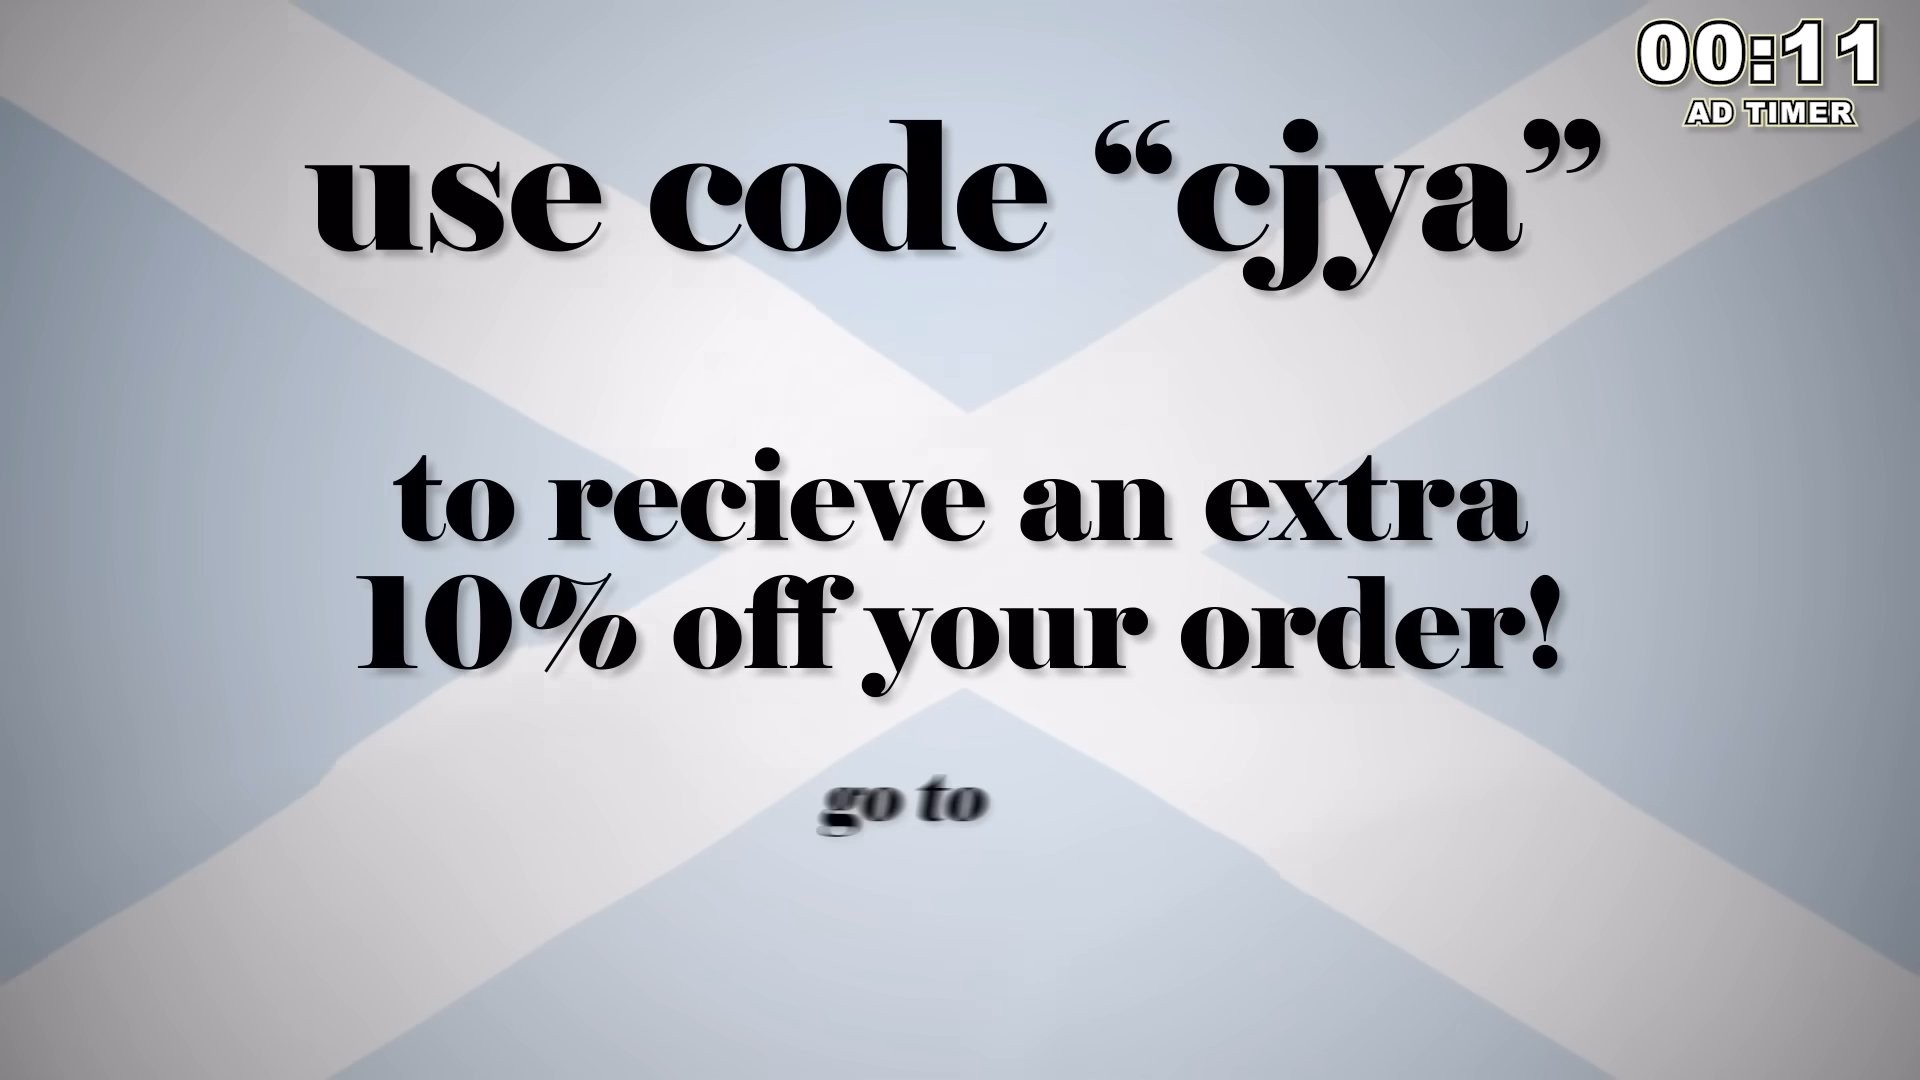 00:11
AD TIMER
use code “cjya”
to recieve an extra
10% off your order!
go to